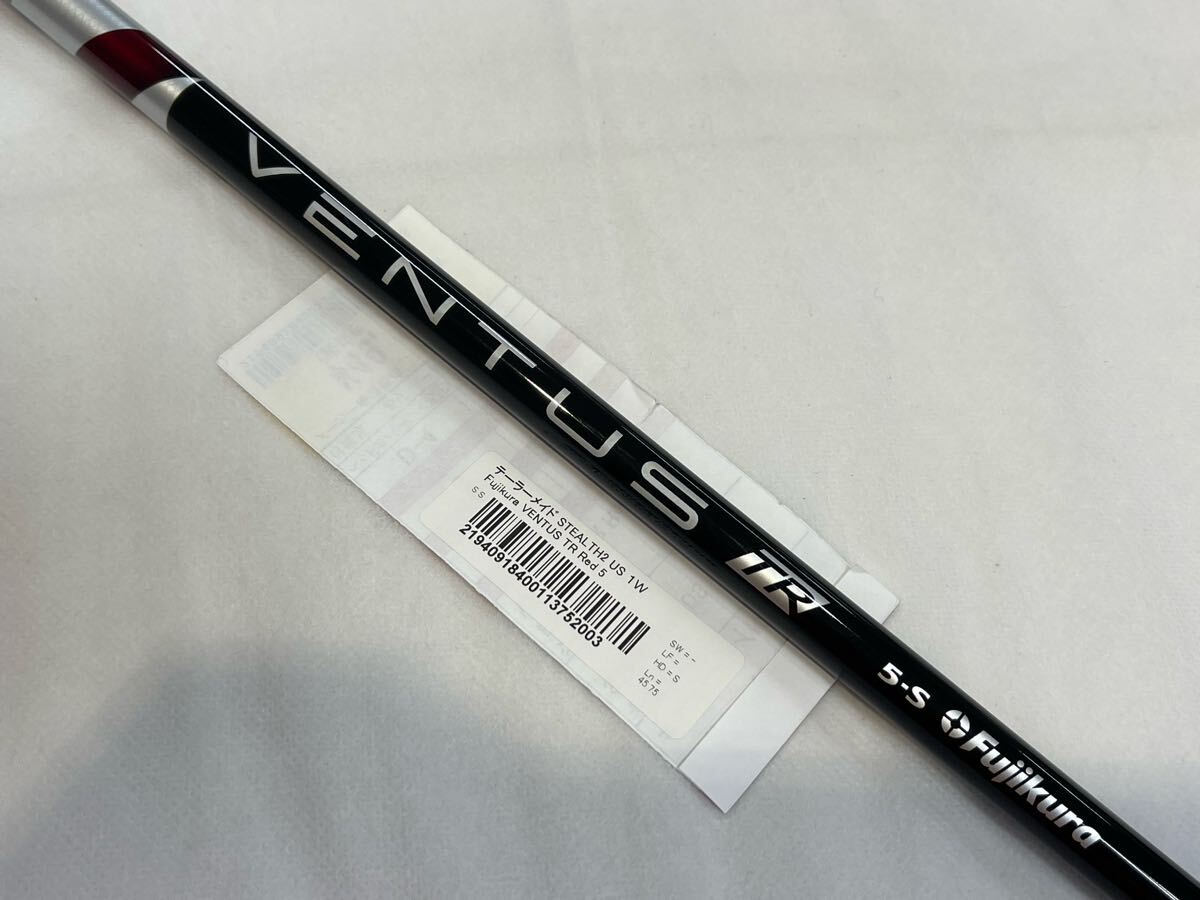 VENTUS TR 5-S Fujikura
テーラーメイド STEALTH2 US 1W
Fujikura VENTUS TR Red 5
S S
21940918400113752003
SW = -
LF =
HD = S
Ln =
45.75